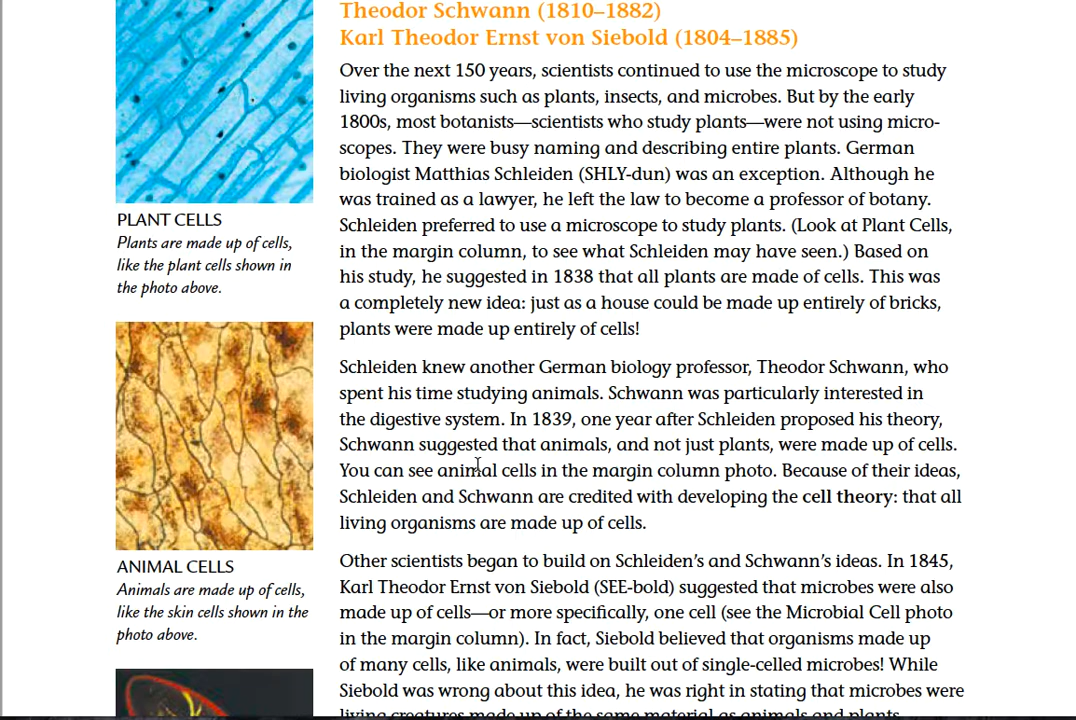 Theodor Schwann (1810–1882)
Karl Theodor Ernst von Siebold (1804–1885)
Over the next 150 years, scientists continued to use the microscope to study
living organisms such as plants, insects, and microbes. But by the early
1800s, most botanists—scientists who study plants—were not using micro-
scopes. They were busy naming and describing entire plants. German
biologist Matthias Schleiden (SHLY-dun) was an exception. Although he
was trained as a lawyer, he left the law to become a professor of botany.
Schleiden preferred to use a microscope to study plants. (Look at Plant Cells,
in the margin column, to see what Schleiden may have seen.) Based on
his study, he suggested in 1838 that all plants are made of cells. This was
a completely new idea: just as a house could be made up entirely of bricks,
plants were made up entirely of cells!
Schleiden knew another German biology professor, Theodor Schwann, who
spent his time studying animals. Schwann was particularly interested in
the digestive system. In 1839, one year after Schleiden proposed his theory,
Schwann suggested that animals, and not just plants, were made up of cells.
You can see animal cells in the margin column photo. Because of their ideas,
Schleiden and Schwann are credited with developing the cell theory: that all
living organisms are made up of cells.
Other scientists began to build on Schleiden’s and Schwann’s ideas. In 1845,
Karl Theodor Ernst von Siebold (SEE-bold) suggested that microbes were also
made up of cells—or more specifically, one cell (see the Microbial Cell photo
in the margin column). In fact, Siebold believed that organisms made up
of many cells, like animals, were built out of single-celled microbes! While
Siebold was wrong about this idea, he was right in stating that microbes were
living creatures made up of the same material as animals and plants.
PLANT CELLS
Plants are made up of cells,
like the plant cells shown in
the photo above.
ANIMAL CELLS
Animals are made up of cells,
like the skin cells shown in the
photo above.